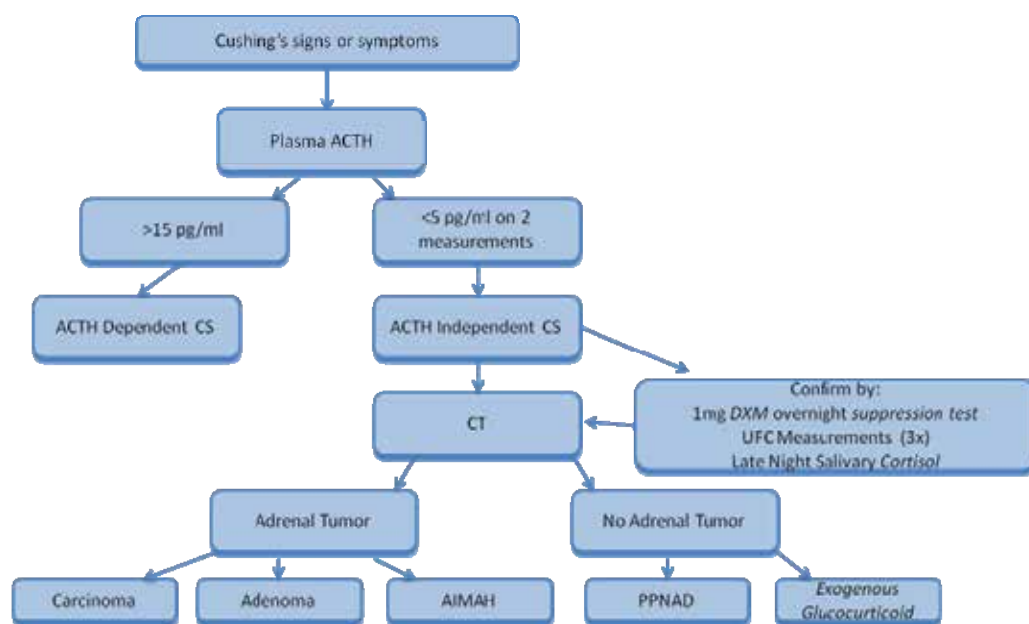 Cushing's signs or symptoms
Plasma ACTH
>15 pg/ml
<5 pg/ml on 2
measurements
ACTH Dependent CS
ACTH Independent CS
Confirm by:
1mg DXM overnight suppression test
UFC Measurements (3x)
Late Night Salivary Cortisol
CT
Adrenal Tumor
No Adrenal Tumor
Carcinoma
Adenoma
AIMAH
PPNAD
Exogenous
Glucocurticoid